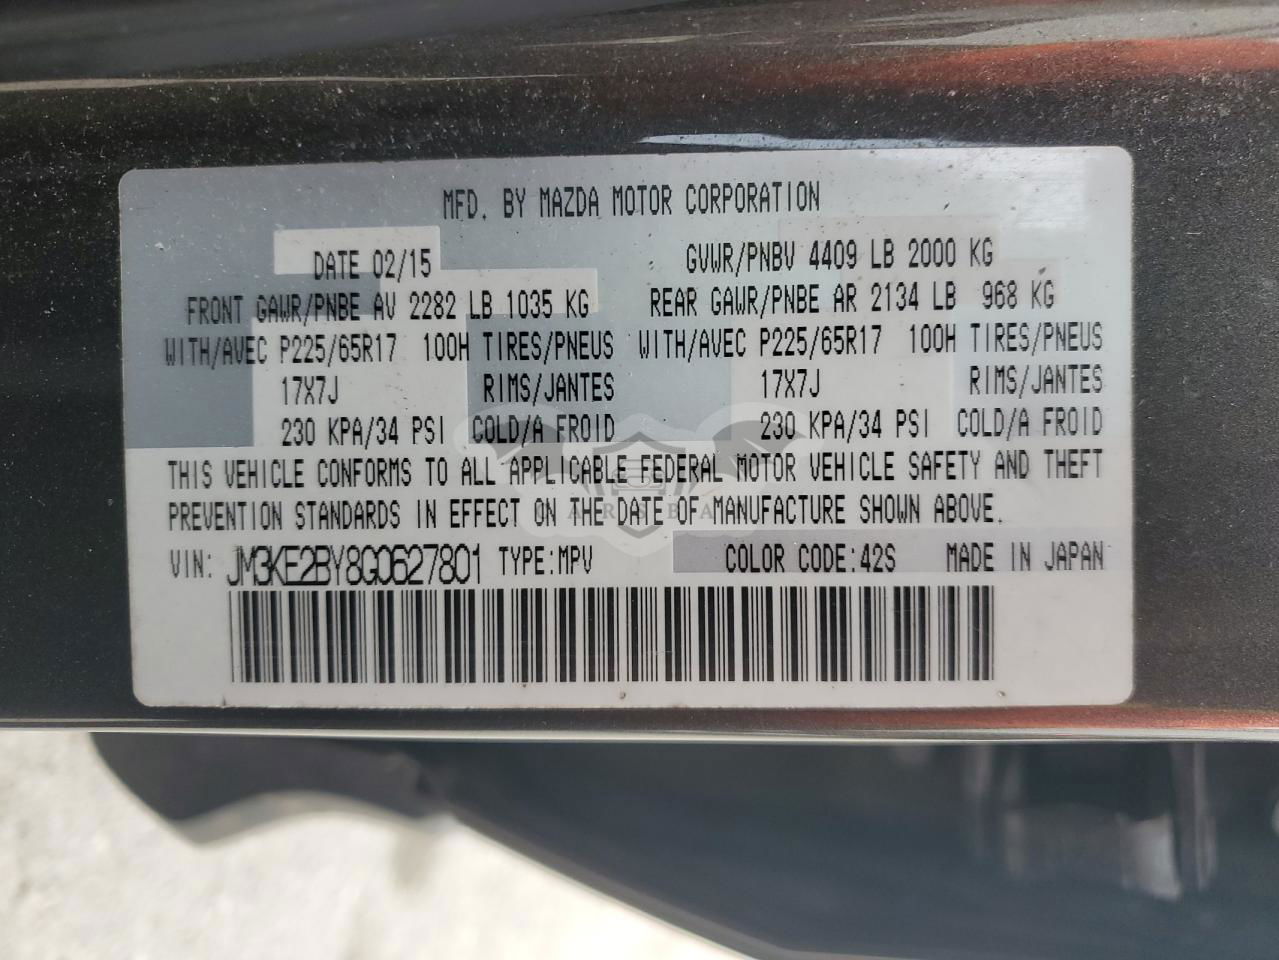 MFD. BY MAZDA MOTOR CORPORATION
DATE 02/15 GVWR/PNBV 4409 LB 2000 KG
FRONT GAWR/PNBE AV 2282 LB 1035 KG REAR GAWR/PNBE AR 2134 LB 968 KG
WITH/AVEC P225/65R17 100H TIRES/PNEUS WITH/AVEC P225/65R17 100H TIRES/PNEUS
17X7J RIMS/JANTES 17X7J RIMS/JANTES
230 KPA/34 PSI COLD/A FROID 230 KPA/34 PSI COLD/A FROID
THIS VEHICLE CONFORMS TO ALL APPLICABLE FEDERAL MOTOR VEHICLE SAFETY AND THEFT
PREVENTION STANDARDS IN EFFECT ON THE DATE OF MANUFACTURE SHOWN ABOVE.
VIN: JM3KE2BY8G0627801 TYPE:MPV COLOR CODE:42S MADE IN JAPAN